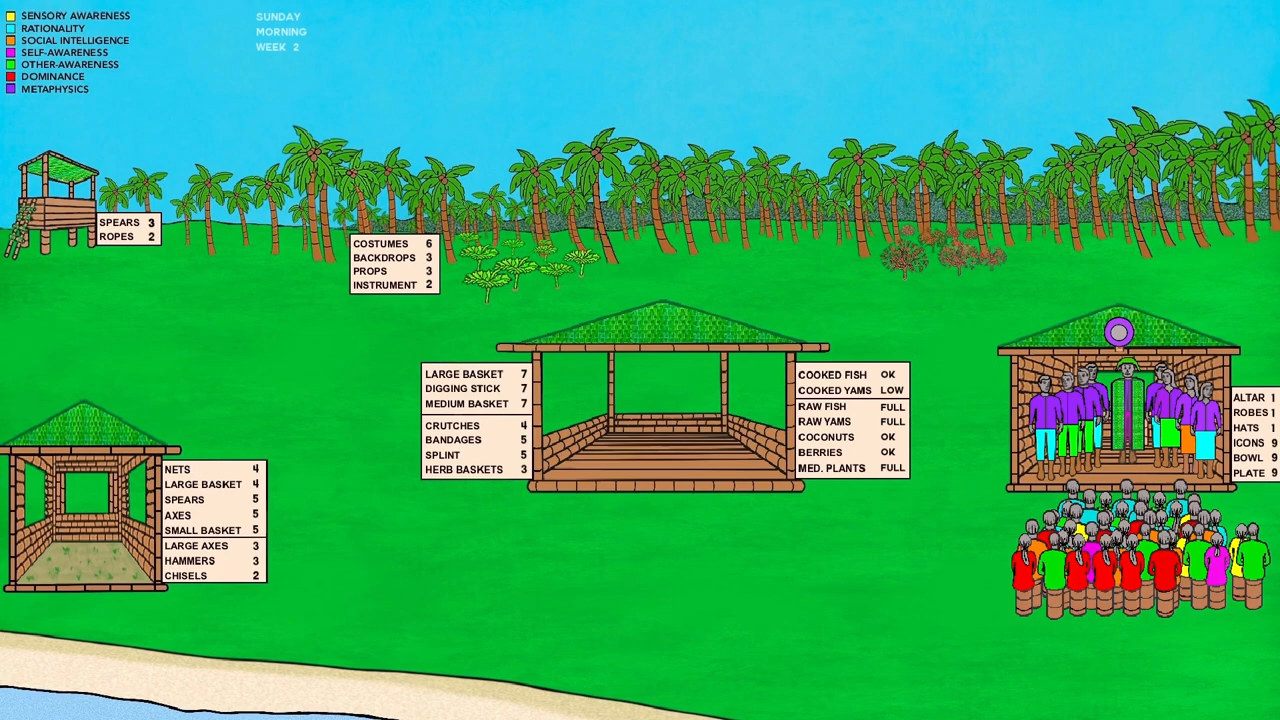 SENSORY AWARENESS
RATIONALITY
SOCIAL INTELLIGENCE
SELF-AWARENESS
OTHER-AWARENESS
DOMINANCE
METAPHYSICS
SUNDAY
MORNING
WEEK 2
SPEARS 3
ROPES 2
COSTUMES 6
BACKDROPS 3
PROPS 3
INSTRUMENT 2
LARGE BASKET 7
DIGGING STICK 7
MEDIUM BASKET 7
CRUTCHES 4
BANDAGES 5
SPLINT 5
HERB BASKETS 3
COOKED FISH OK
COOKED YAMS LOW
RAW FISH FULL
RAW YAMS FULL
COCONUTS OK
BERRIES OK
MED. PLANTS FULL
ALTAR 1
ROBES 1
HATS 1
ICONS 9
BOWL 9
PLATE 9
NETS 4
LARGE BASKET 4
SPEARS 5
AXES 5
SMALL BASKET 5
LARGE AXES 3
HAMMERS 3
CHISELS 2